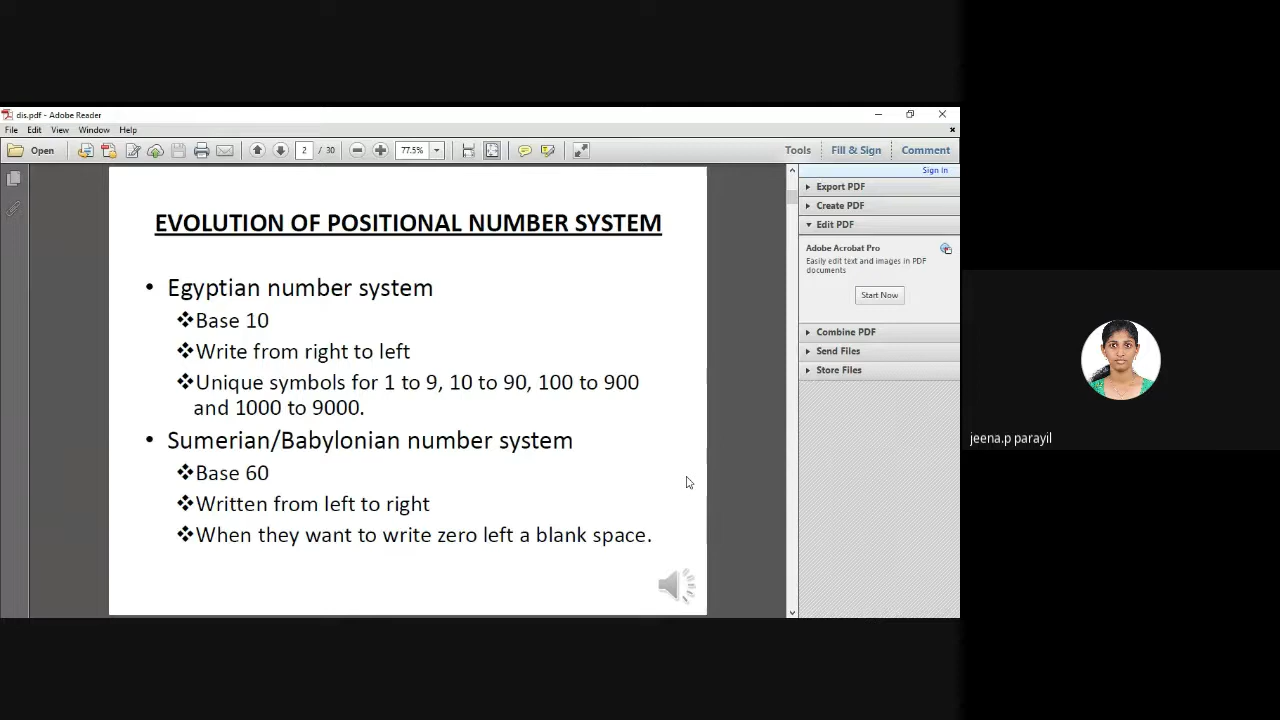 dis.pdf - Adobe Reader
File Edit View Window Help
Open 2 / 30 77.5% Tools Fill & Sign Comment
Sign In
EVOLUTION OF POSITIONAL NUMBER SYSTEM
• Egyptian number system
❖Base 10
❖Write from right to left
❖Unique symbols for 1 to 9, 10 to 90, 100 to 900
and 1000 to 9000.
• Sumerian/Babylonian number system
❖Base 60
❖Written from left to right
❖When they want to write zero left a blank space.
Export PDF
Create PDF
Edit PDF
Adobe Acrobat Pro
Easily edit text and images in PDF
documents
Start Now
Combine PDF
Send Files
Store Files
jeena.p parayil